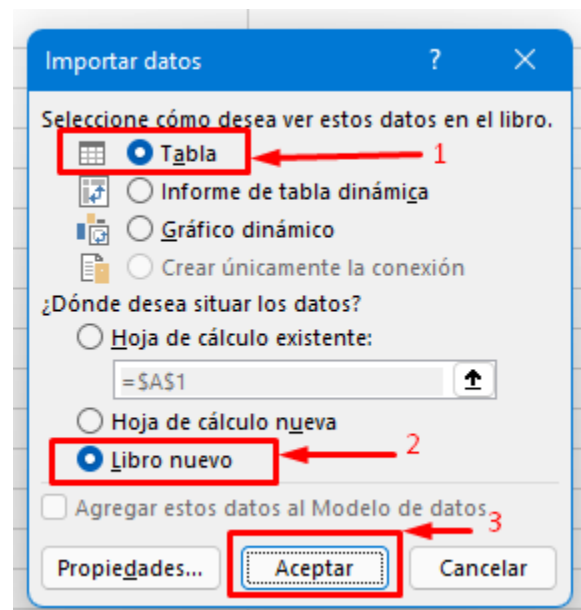 Importar datos ? ×
Seleccione cómo desea ver estos datos en el libro.
Tabla 1
Informe de tabla dinámica
Gráfico dinámico
Crear únicamente la conexión
¿Dónde desea situar los datos?
Hoja de cálculo existente:
=$A$1
Hoja de cálculo nueva
Libro nuevo 2
Agregar estos datos al Modelo de datos 3
Propiedades... Aceptar Cancelar